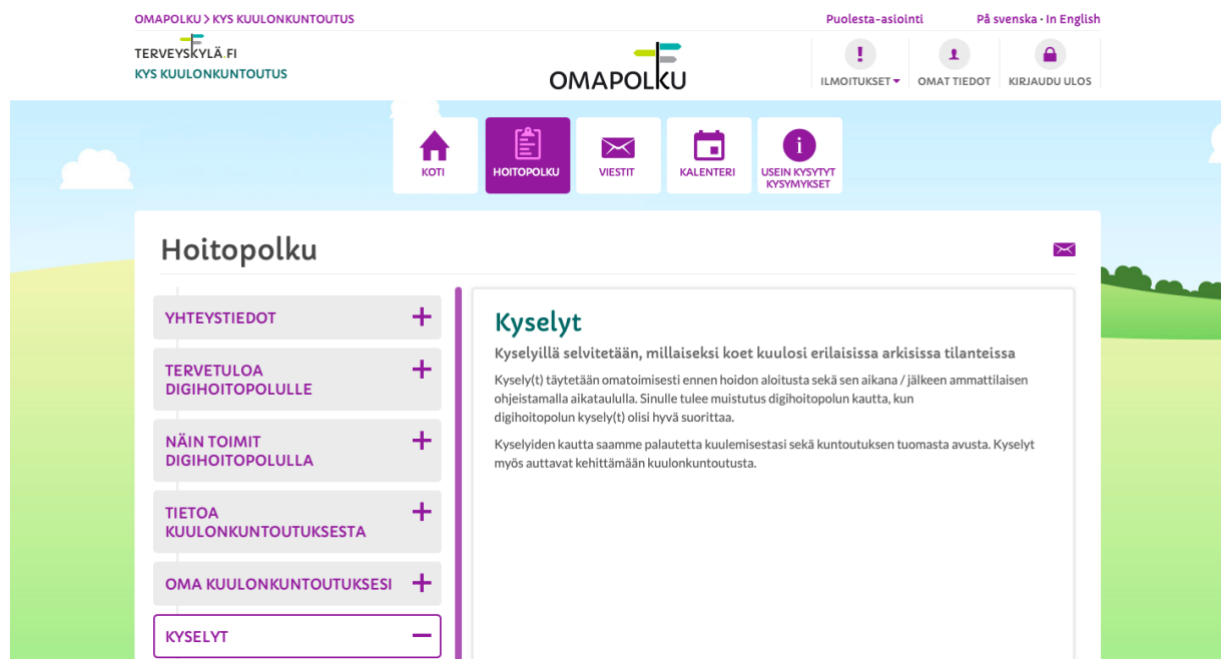 OMAPOLKU > KYS KUULONKUNTOUTUS
Puolesta-asiointi
På svenska · In English
TERVEYSKYLÄ.FI
KYS KUULONKUNTOUTUS
OMAPOLKU
ILMOITUKSET
OMAT TIEDOT
KIRJAUDU ULOS
KOTI
HOITOPOLKU
VIESTIT
KALENTERI
USEIN KYSYTYT
KYSYMYKSET
Hoitopolku
YHTEYSTIEDOT
TERVETULOA
DIGIHOITOPOLULLE
NÄIN TOIMIT
DIGIHOITOPOLULLA
TIETOA
KUULONKUNTOUTUKSESTA
OMA KUULONKUNTOUTUKSESI
KYSELYT
Kyselyt
Kyselyillä selvitetään, millaiseksi koet kuulosi erilaisissa arkisissa tilanteissa
Kysely(t) täytetään omatoimisesti ennen hoidon aloitusta sekä sen aikana / jälkeen ammattilaisen
ohjeistamalla aikataululla. Sinulle tulee muistutus digihoitopolun kautta, kun
digihoitopolun kysely(t) olisi hyvä suorittaa.
Kyselyiden kautta saamme palautetta kuulemisestasi sekä kuntoutuksen tuomasta avusta. Kyselyt
myös auttavat kehittämään kuulonkuntoutusta.